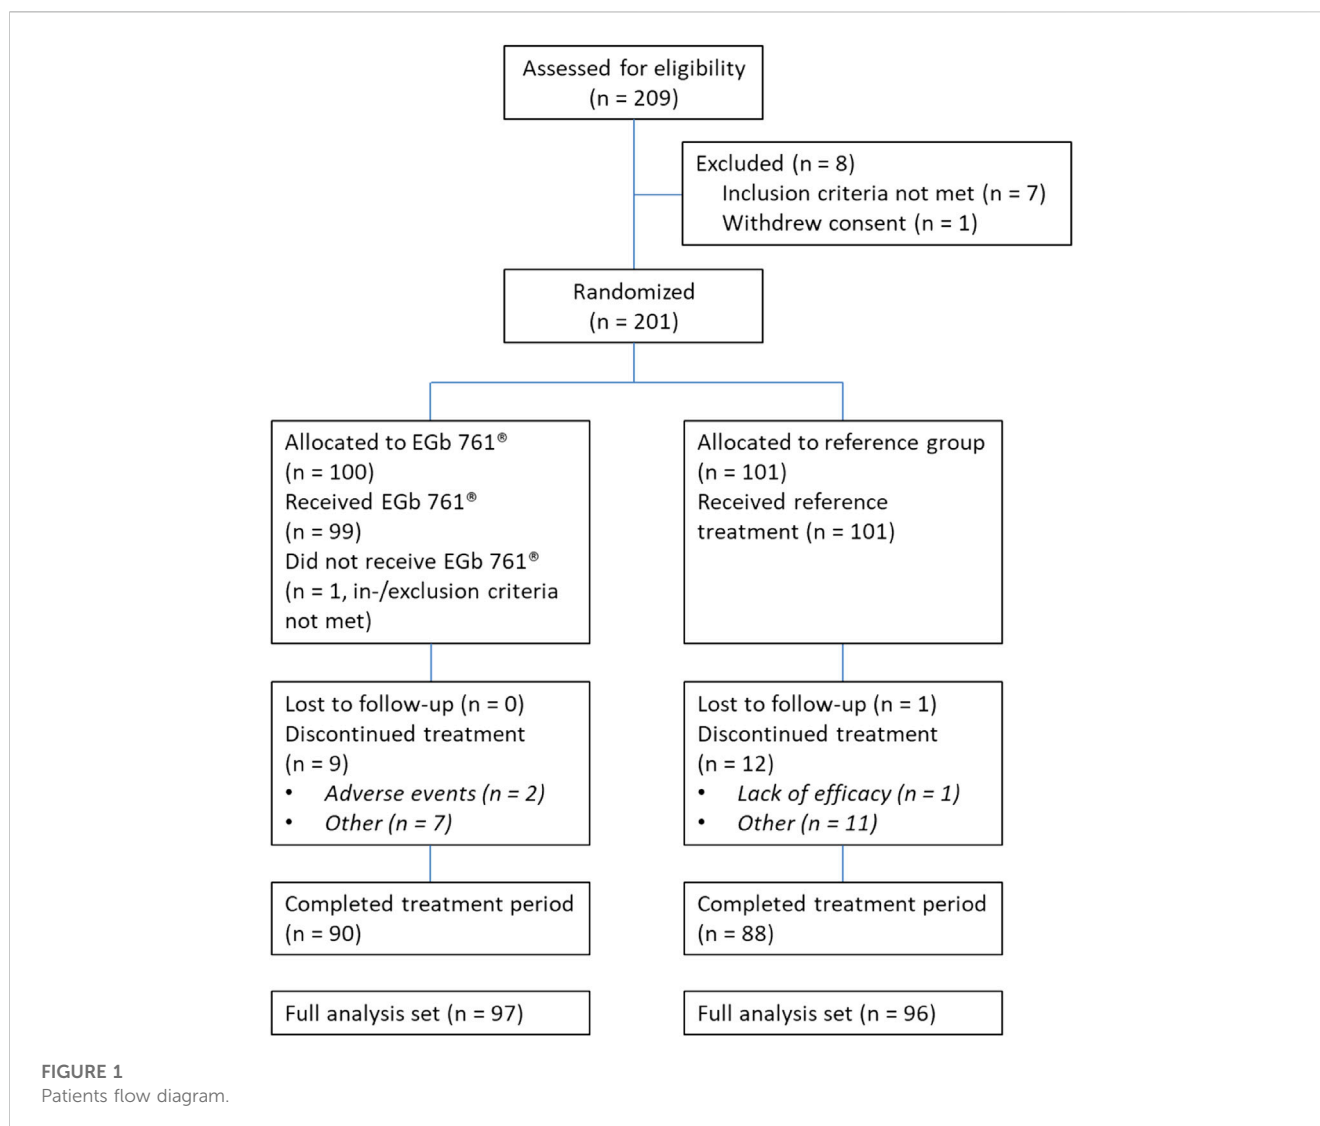 Assessed for eligibility
(n = 209)
Excluded (n = 8)
Inclusion criteria not met (n = 7)
Withdrew consent (n = 1)
Randomized
(n = 201)
Allocated to EGb 761®
(n = 100)
Received EGb 761®
(n = 99)
Did not receive EGb 761®
(n = 1, in-/exclusion criteria
not met)
Allocated to reference group
(n = 101)
Received reference
treatment (n = 101)
Lost to follow-up (n = 0)
Discontinued treatment
(n = 9)
• Adverse events (n = 2)
• Other (n = 7)
Lost to follow-up (n = 1)
Discontinued treatment
(n = 12)
• Lack of efficacy (n = 1)
• Other (n = 11)
Completed treatment period
(n = 90)
Completed treatment period
(n = 88)
Full analysis set (n = 97)
Full analysis set (n = 96)
FIGURE 1
Patients flow diagram.